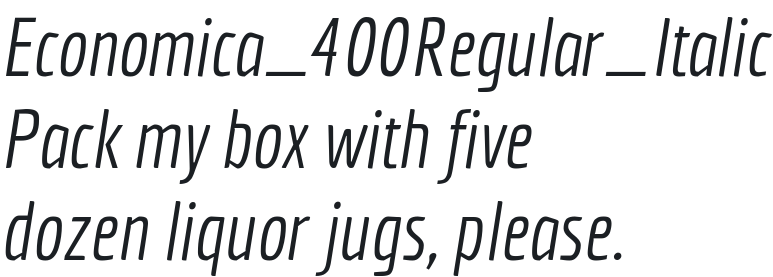 Economica_400Regular_Italic
Pack my box with five
dozen liquor jugs, please.